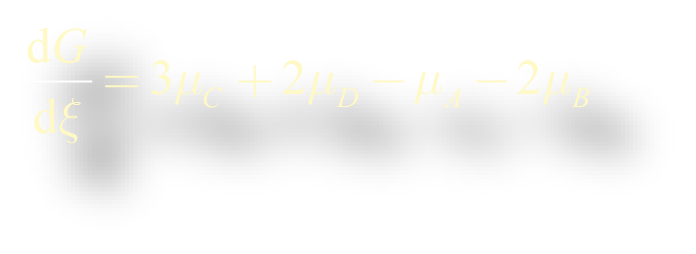 dG/dξ = 3μ_C + 2μ_D − μ_A − 2μ_B